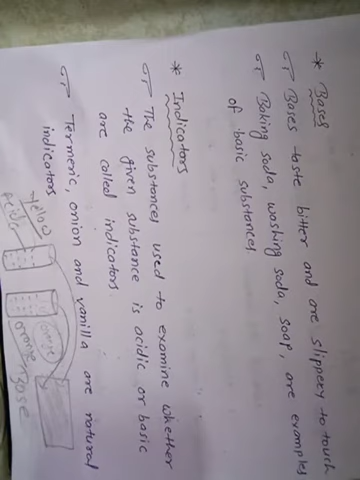 * Bases
Bases taste bitter and are slippery to touch
Baking soda, washing soda, soap, are examples
of basic substances
* Indicators
The substances used to examine whether
the given substance is acidic or basic
are called indicators.
Termeric, onion and vanilla are natural
indicators
acidic
orange
base